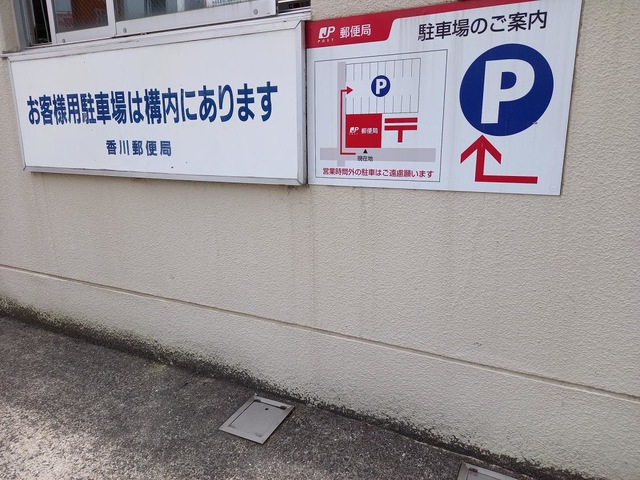 お客様用駐車場は構内にあります
香川郵便局
JP 郵便局
POST
駐車場のご案内
P
P
JP 郵便局
現在地
営業時間外の駐車はご遠慮願います